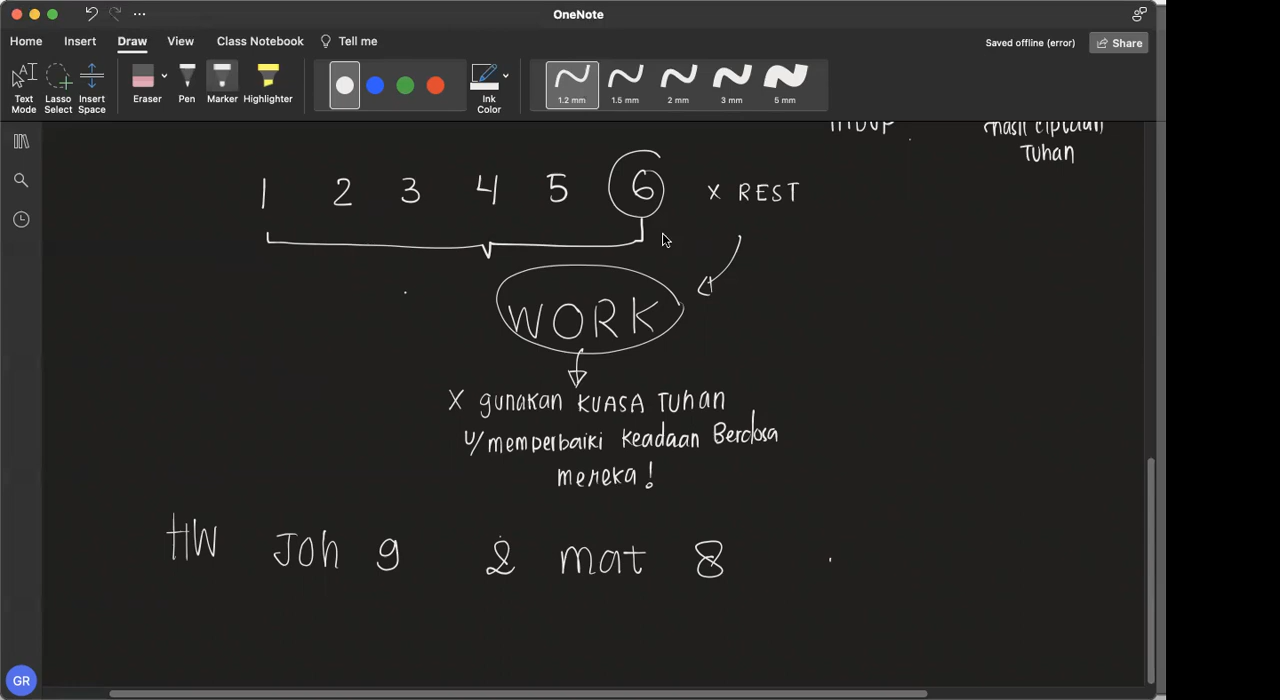 OneNote
Home Insert Draw View Class Notebook Tell me
Saved offline (error) Share
Text Mode
Lasso Select
Insert Space
Eraser
Pen
Marker
Highlighter
Ink Color
1.2 mm 1.5 mm 2 mm 3 mm 5 mm
hasil ciptaan
Tuhan
1 2 3 4 5 6 x REST
WORK
x gunakan KUASA TUHAN
u/ memperbaiki keadaan Berdosa
mereka!
HW Joh 9 & mat 8
GR